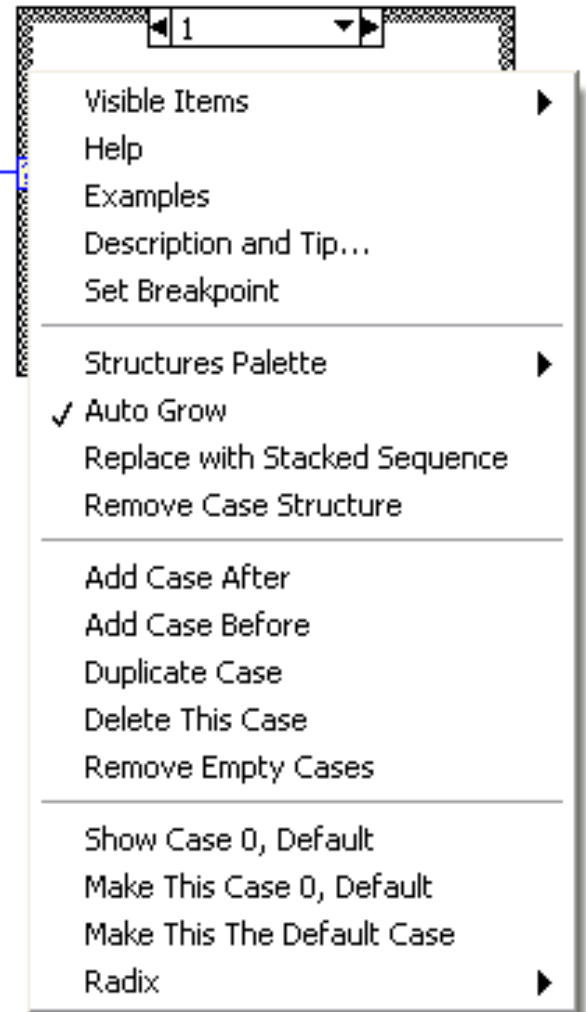 1
Visible Items
Help
Examples
Description and Tip...
Set Breakpoint
Structures Palette
Auto Grow
Replace with Stacked Sequence
Remove Case Structure
Add Case After
Add Case Before
Duplicate Case
Delete This Case
Remove Empty Cases
Show Case 0, Default
Make This Case 0, Default
Make This The Default Case
Radix